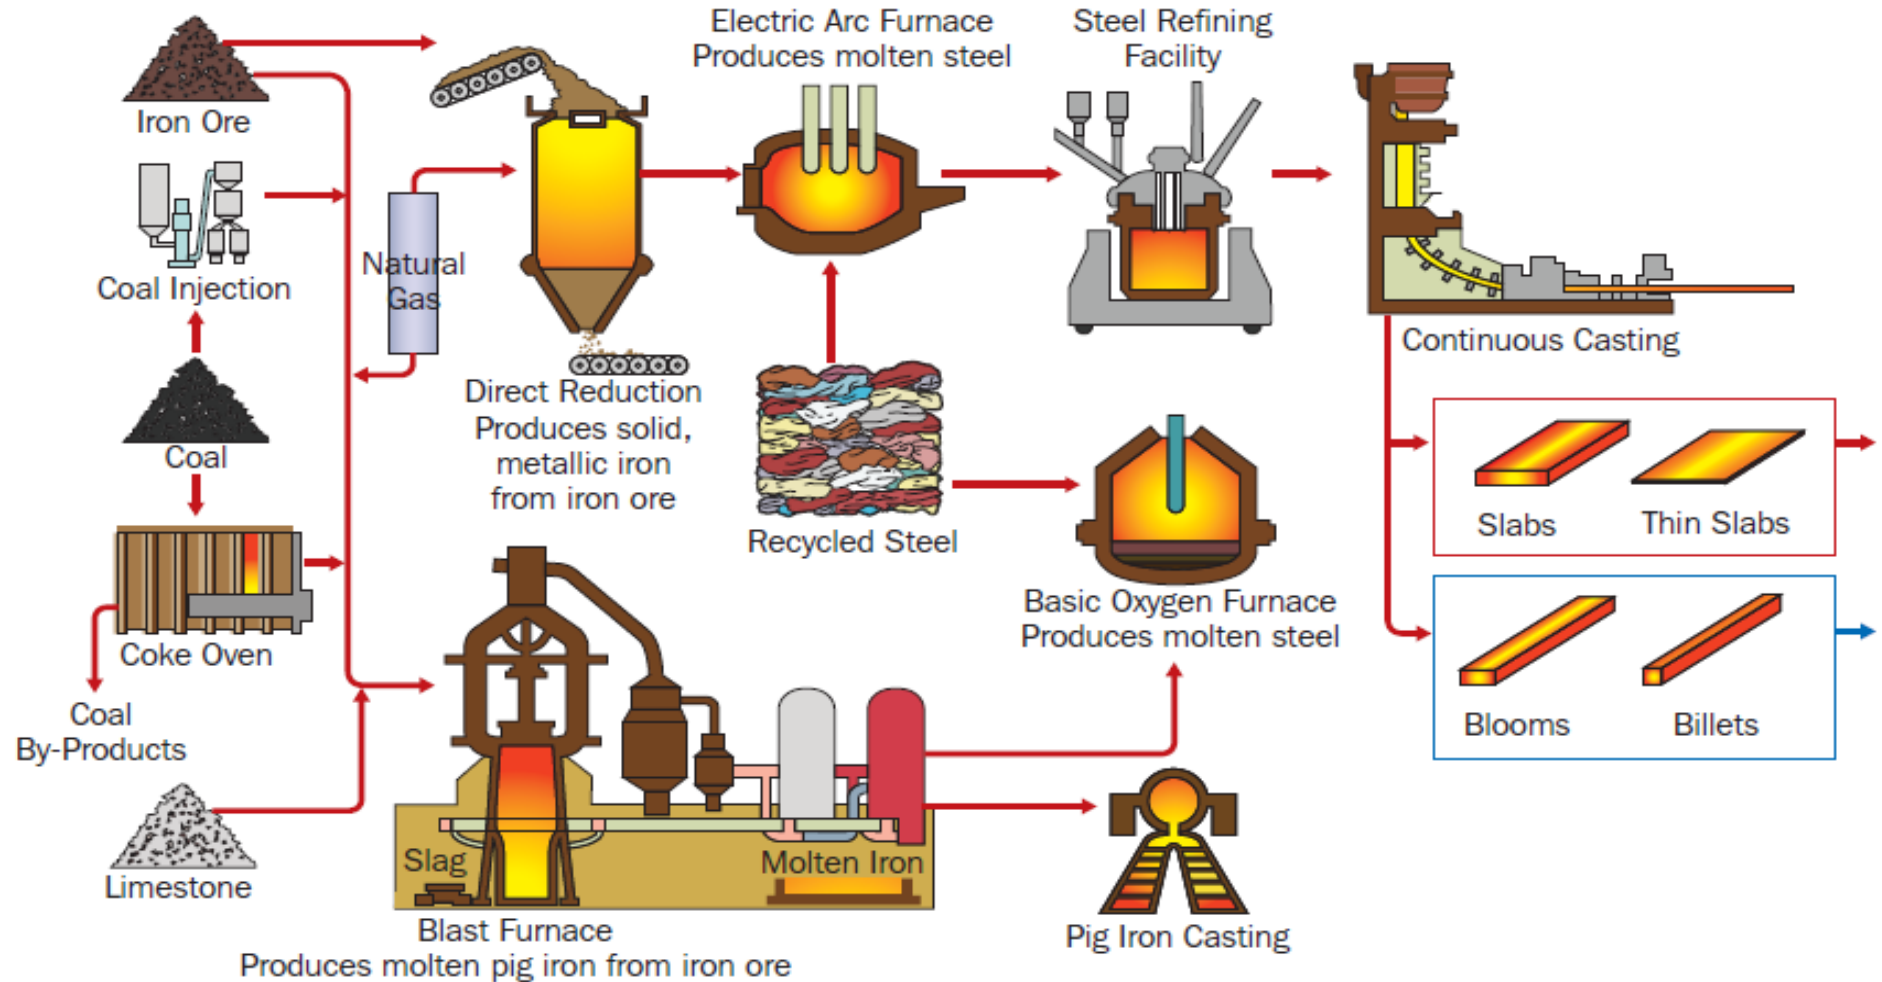 Iron Ore
Coal Injection
Coal
Coke Oven
Coal
By-Products
Limestone
Natural
Gas
Direct Reduction
Produces solid,
metallic iron
from iron ore
Slag
Molten Iron
Blast Furnace
Produces molten pig iron from iron ore
Electric Arc Furnace
Produces molten steel
Recycled Steel
Basic Oxygen Furnace
Produces molten steel
Pig Iron Casting
Steel Refining
Facility
Continuous Casting
Slabs
Thin Slabs
Blooms
Billets